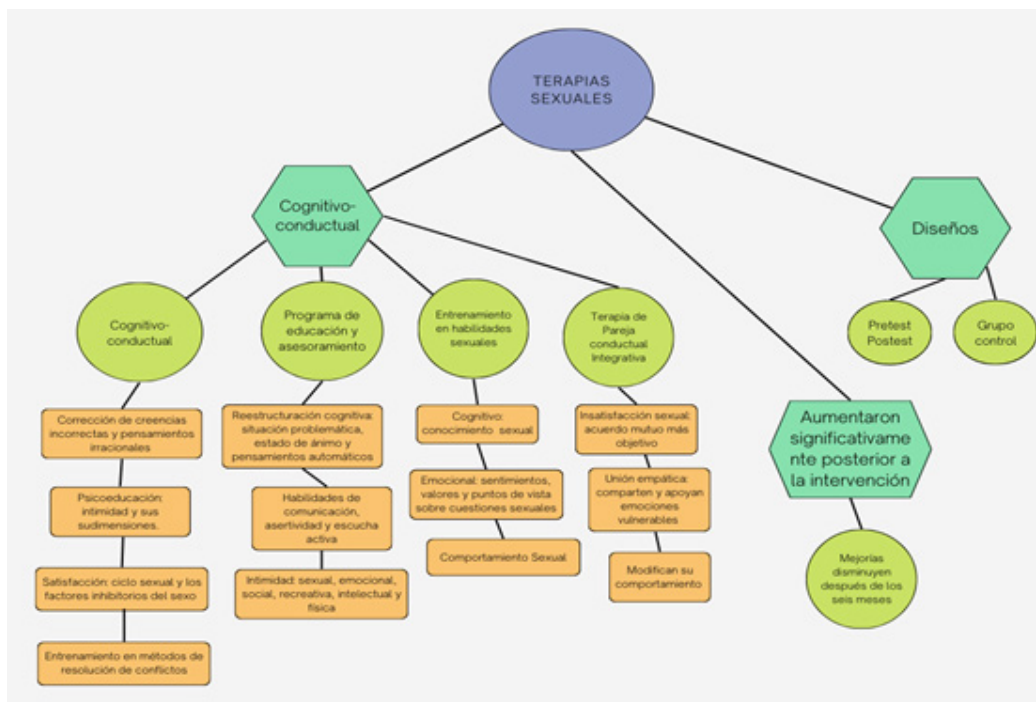 TERAPIAS
SEXUALES
Cognitivo-
conductual
Diseños
Cognitivo-
conductual
Programa de
educación y
asesoramiento
Entrenamiento
en habilidades
sexuales
Terapia de
Pareja
conductual
Integrativa
Pretest
Postest
Grupo
control
Corrección de creencias
incorrectas y pensamientos
irracionales
Psicoeducación:
intimidad y sus
sudimensiones.
Satisfacción: ciclo sexual y los
factores inhibitorios del sexo
Entrenamiento en métodos de
resolución de conflictos
Reestructuración cognitiva:
situación problemática,
estado de ánimo y
pensamientos automáticos
Habilidades de
comunicación,
asertividad y escucha
activa
Intimidad: sexual, emocional,
social, recreativa, intelectual y
física
Cognitivo:
conocimiento sexual
Emocional: sentimientos,
valores y puntos de vista
sobre cuestiones sexuales
Comportamiento Sexual
Insatisfacción sexual:
acuerdo mutuo más
objetivo
Unión empática:
comparten y apoyan
emociones
vulnerables
Modifican su
comportamiento
Aumentaron
significativame
nte posterior a
la intervención
Mejorías
disminuyen
después de los
seis meses